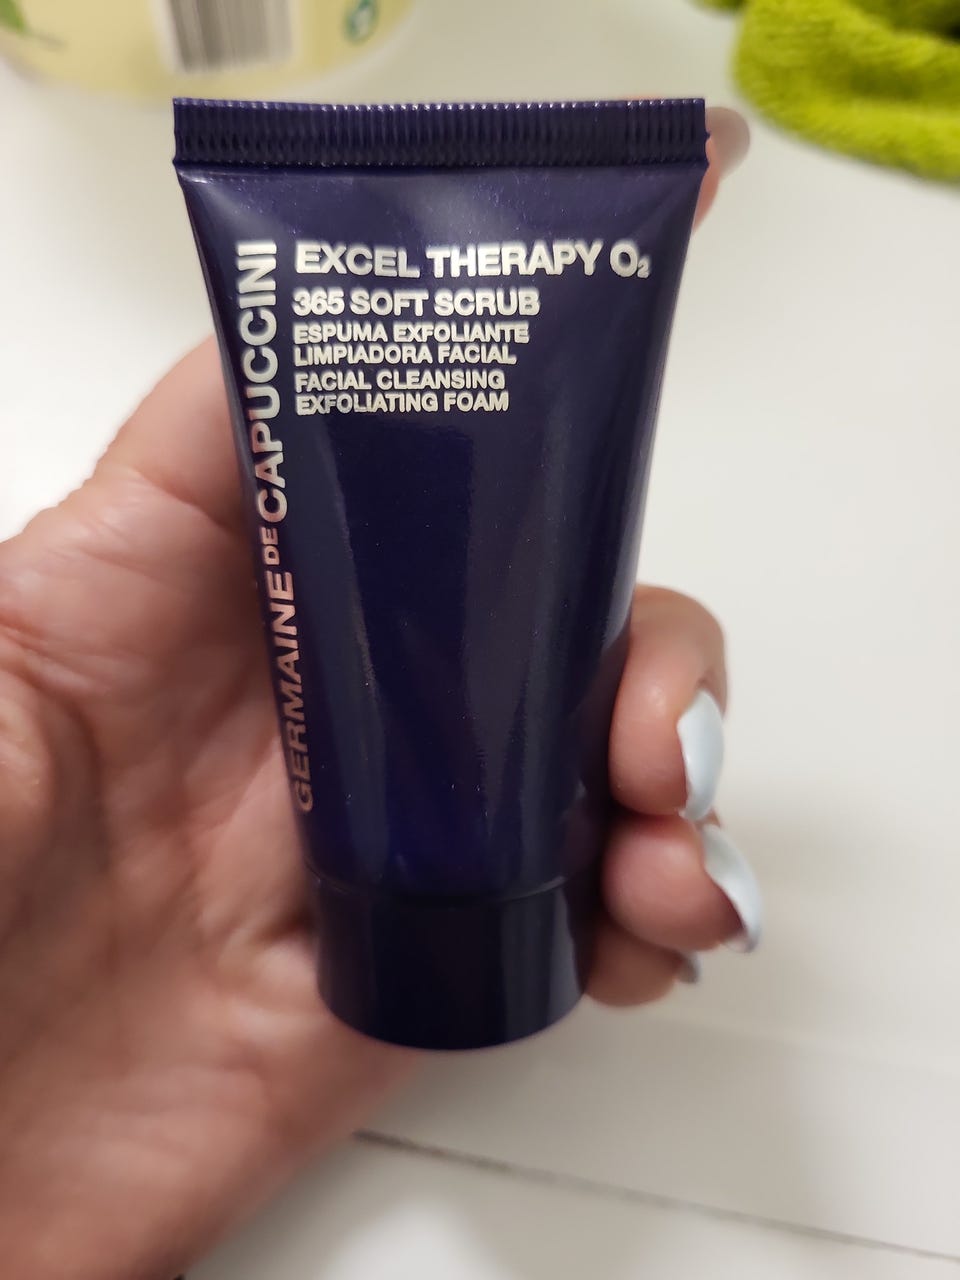 EXCEL THERAPY O₂
365 SOFT SCRUB
ESPUMA EXFOLIANTE
LIMPIADORA FACIAL
FACIAL CLEANSING
EXFOLIATING FOAM
GERMAINE DE CAPUCCINI